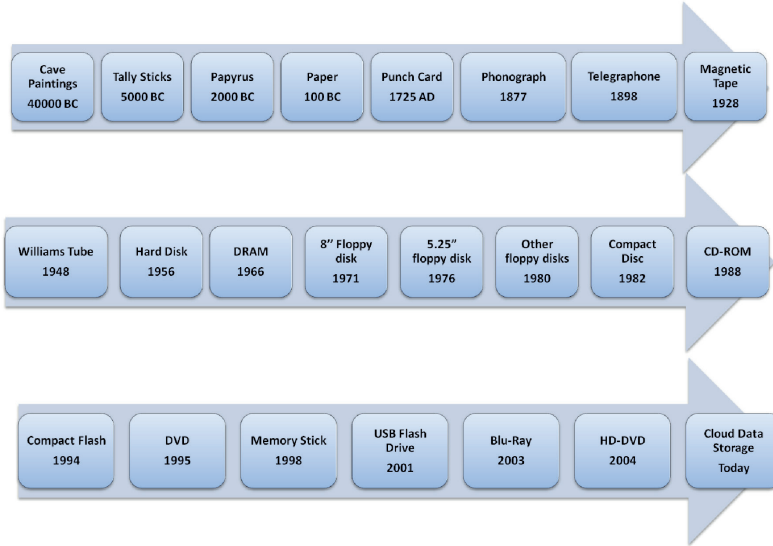 Cave
Paintings
40000 BC
Tally Sticks
5000 BC
Papyrus
2000 BC
Paper
100 BC
Punch Card
1725 AD
Phonograph
1877
Telegraphone
1898
Magnetic
Tape
1928
Williams Tube
1948
Hard Disk
1956
DRAM
1966
8’’ Floppy
disk
1971
5.25’’
floppy disk
1976
Other
floppy disks
1980
Compact
Disc
1982
CD-ROM
1988
Compact Flash
1994
DVD
1995
Memory Stick
1998
USB Flash
Drive
2001
Blu-Ray
2003
HD-DVD
2004
Cloud Data
Storage
Today